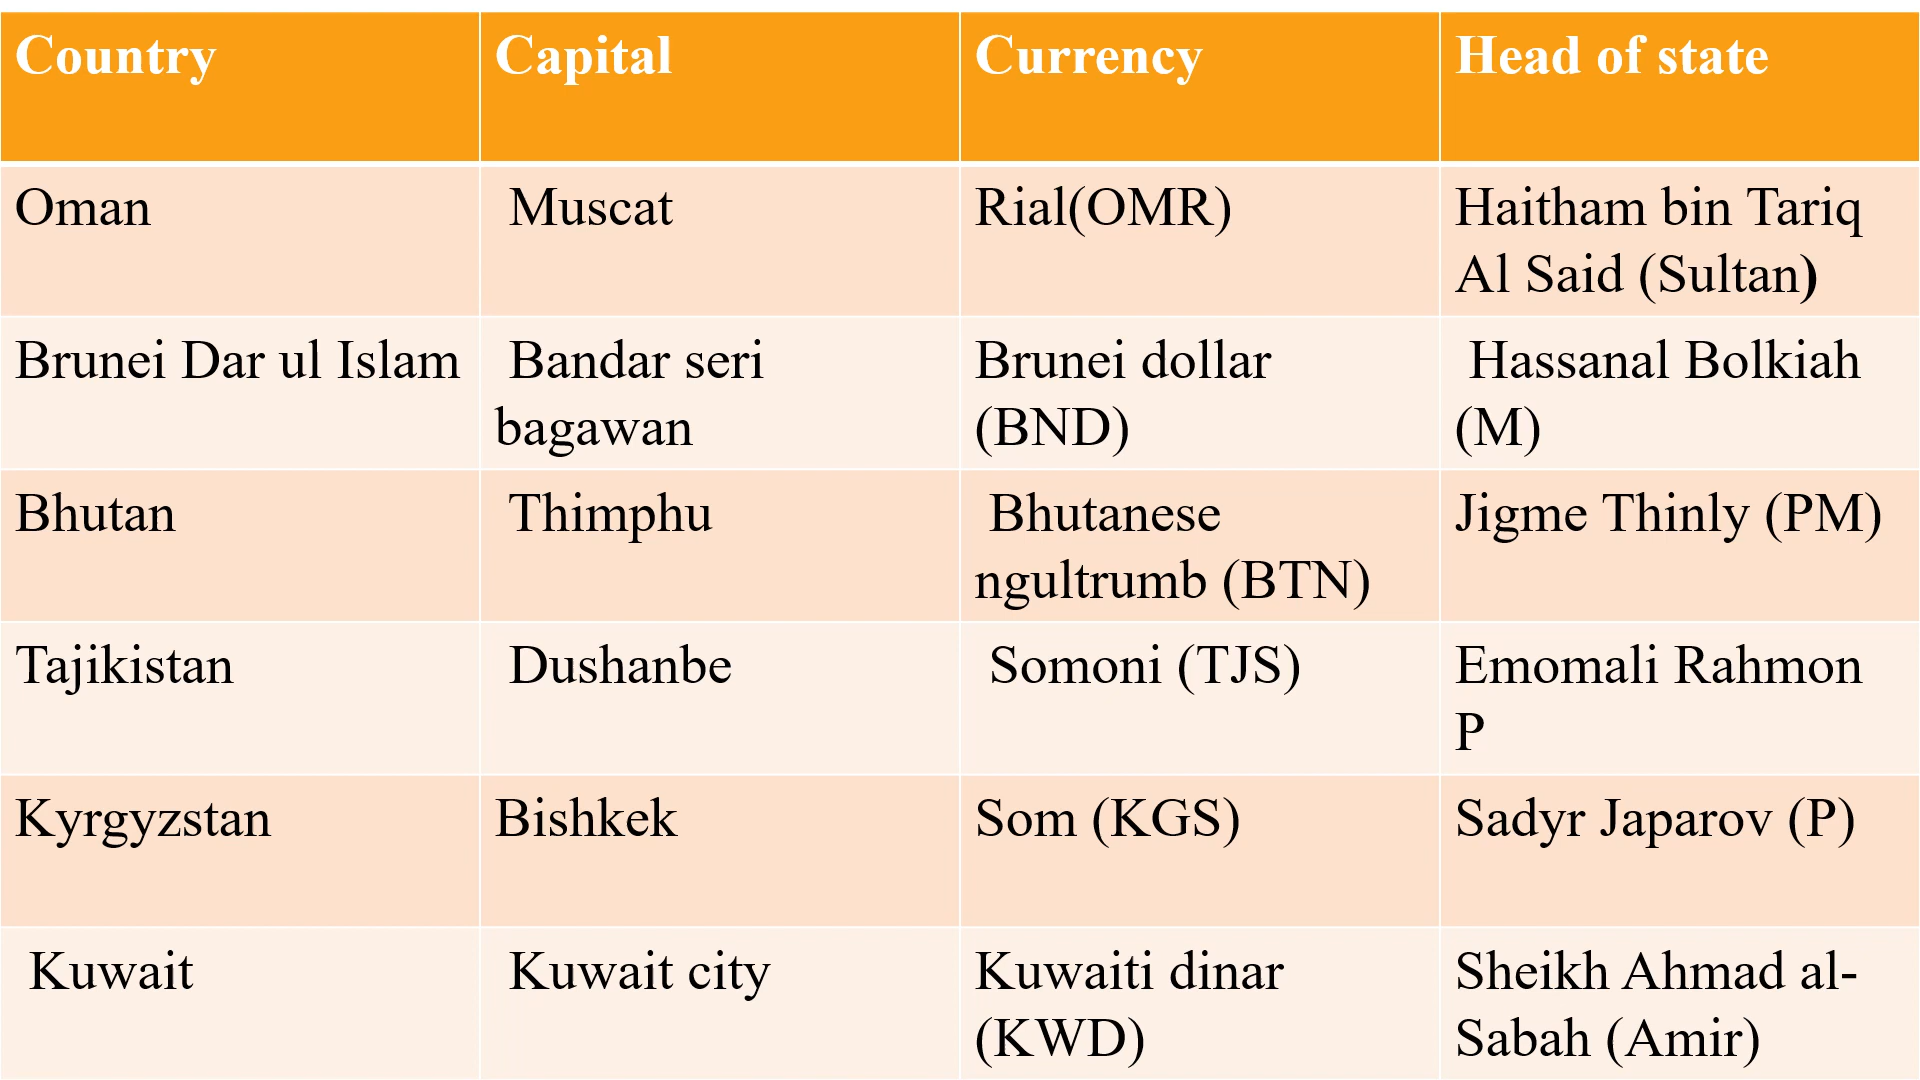 Country
Capital
Currency
Head of state
Oman
Muscat
Rial(OMR)
Haitham bin Tariq
Al Said (Sultan)
Brunei Dar ul Islam
Bandar seri
bagawan
Brunei dollar
(BND)
Hassanal Bolkiah
(M)
Bhutan
Thimphu
Bhutanese
ngultrumb (BTN)
Jigme Thinly (PM)
Tajikistan
Dushanbe
Somoni (TJS)
Emomali Rahmon
P
Kyrgyzstan
Bishkek
Som (KGS)
Sadyr Japarov (P)
Kuwait
Kuwait city
Kuwaiti dinar
(KWD)
Sheikh Ahmad al-
Sabah (Amir)